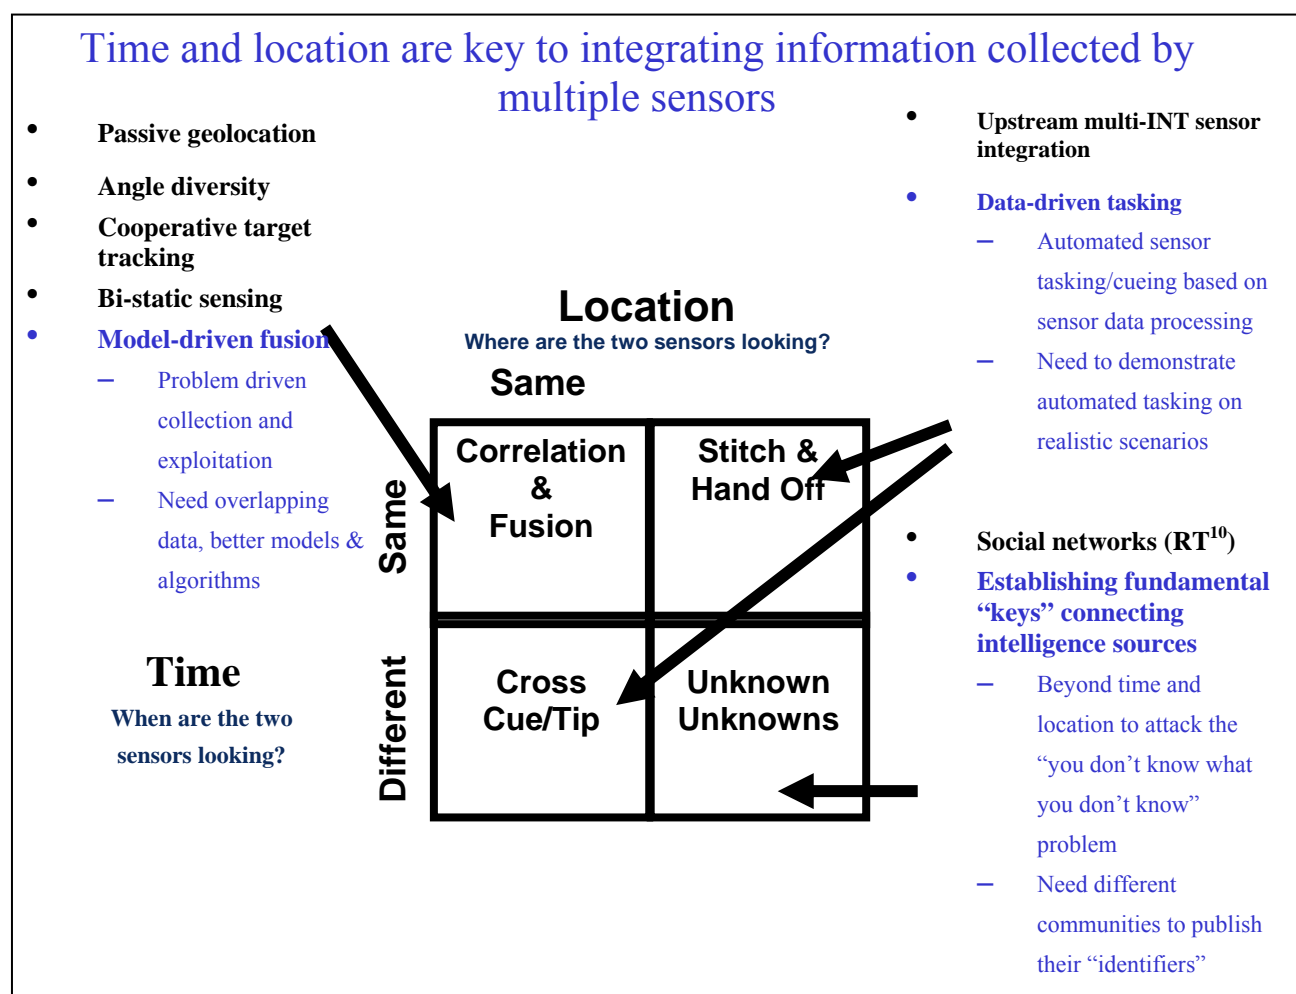 Time and location are key to integrating information collected by
multiple sensors
• Passive geolocation
• Angle diversity
• Cooperative target
tracking
• Bi-static sensing
• Model-driven fusion
– Problem driven
collection and
exploitation
– Need overlapping
data, better models &
algorithms
Time
When are the two
sensors looking?
Location
Where are the two sensors looking?
Same
Same
Different
Correlation
&
Fusion
Stitch &
Hand Off
Cross
Cue/Tip
Unknown
Unknowns
• Upstream multi-INT sensor
integration
• Data-driven tasking
– Automated sensor
tasking/cueing based on
sensor data processing
– Need to demonstrate
automated tasking on
realistic scenarios
• Social networks (RT¹⁰)
• Establishing fundamental
“keys” connecting
intelligence sources
– Beyond time and
location to attack the
“you don’t know what
you don’t know”
problem
– Need different
communities to publish
their “identifiers”